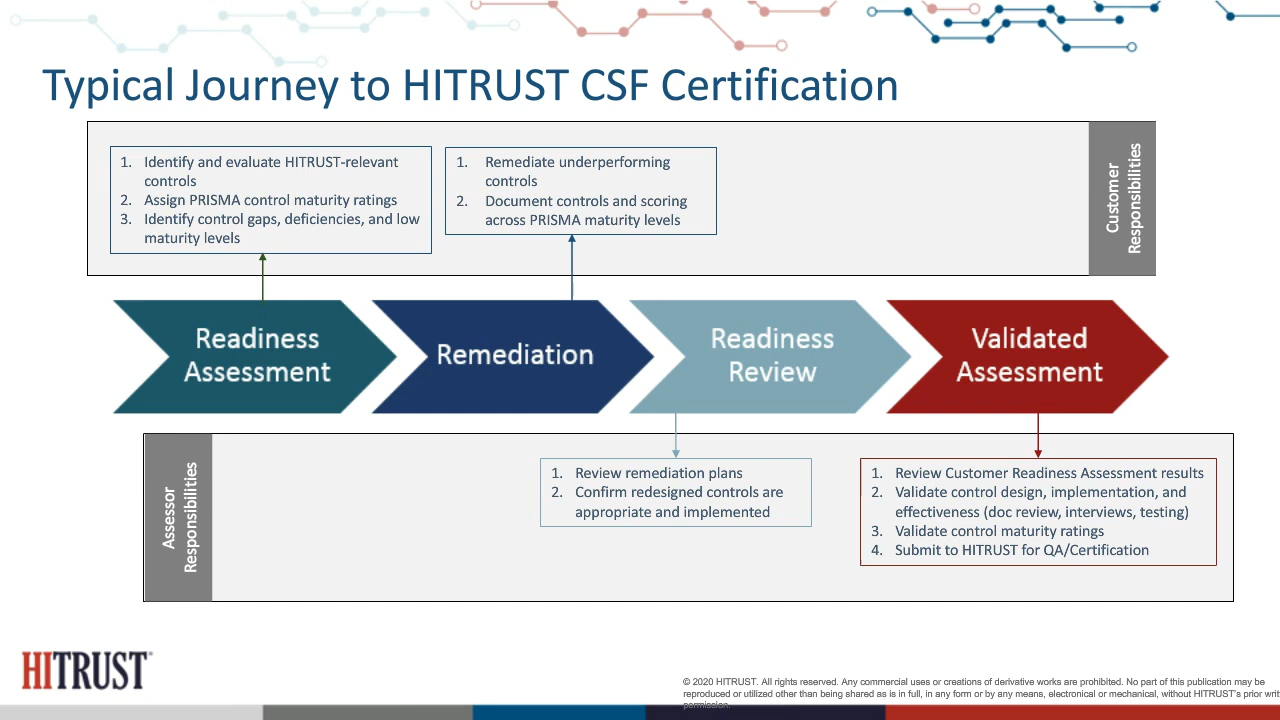 Typical Journey to HITRUST CSF Certification
1. Identify and evaluate HITRUST-relevant
controls
2. Assign PRISMA control maturity ratings
3. Identify control gaps, deficiencies, and low
maturity levels
1. Remediate underperforming
controls
2. Document controls and scoring
across PRISMA maturity levels
Customer
Responsibilities
Readiness
Assessment
Remediation
Readiness
Review
Validated
Assessment
Assessor
Responsibilities
1. Review remediation plans
2. Confirm redesigned controls are
appropriate and implemented
1. Review Customer Readiness Assessment results
2. Validate control design, implementation, and
effectiveness (doc review, interviews, testing)
3. Validate control maturity ratings
4. Submit to HITRUST for QA/Certification
HITRUST™
© 2020 HITRUST. All rights reserved. Any commercial uses or creations of derivative works are prohibited. No part of this publication may be
reproduced or utilized other than being shared as is in full, in any form or by any means, electronical or mechanical, without HITRUST's prior writ
permission.